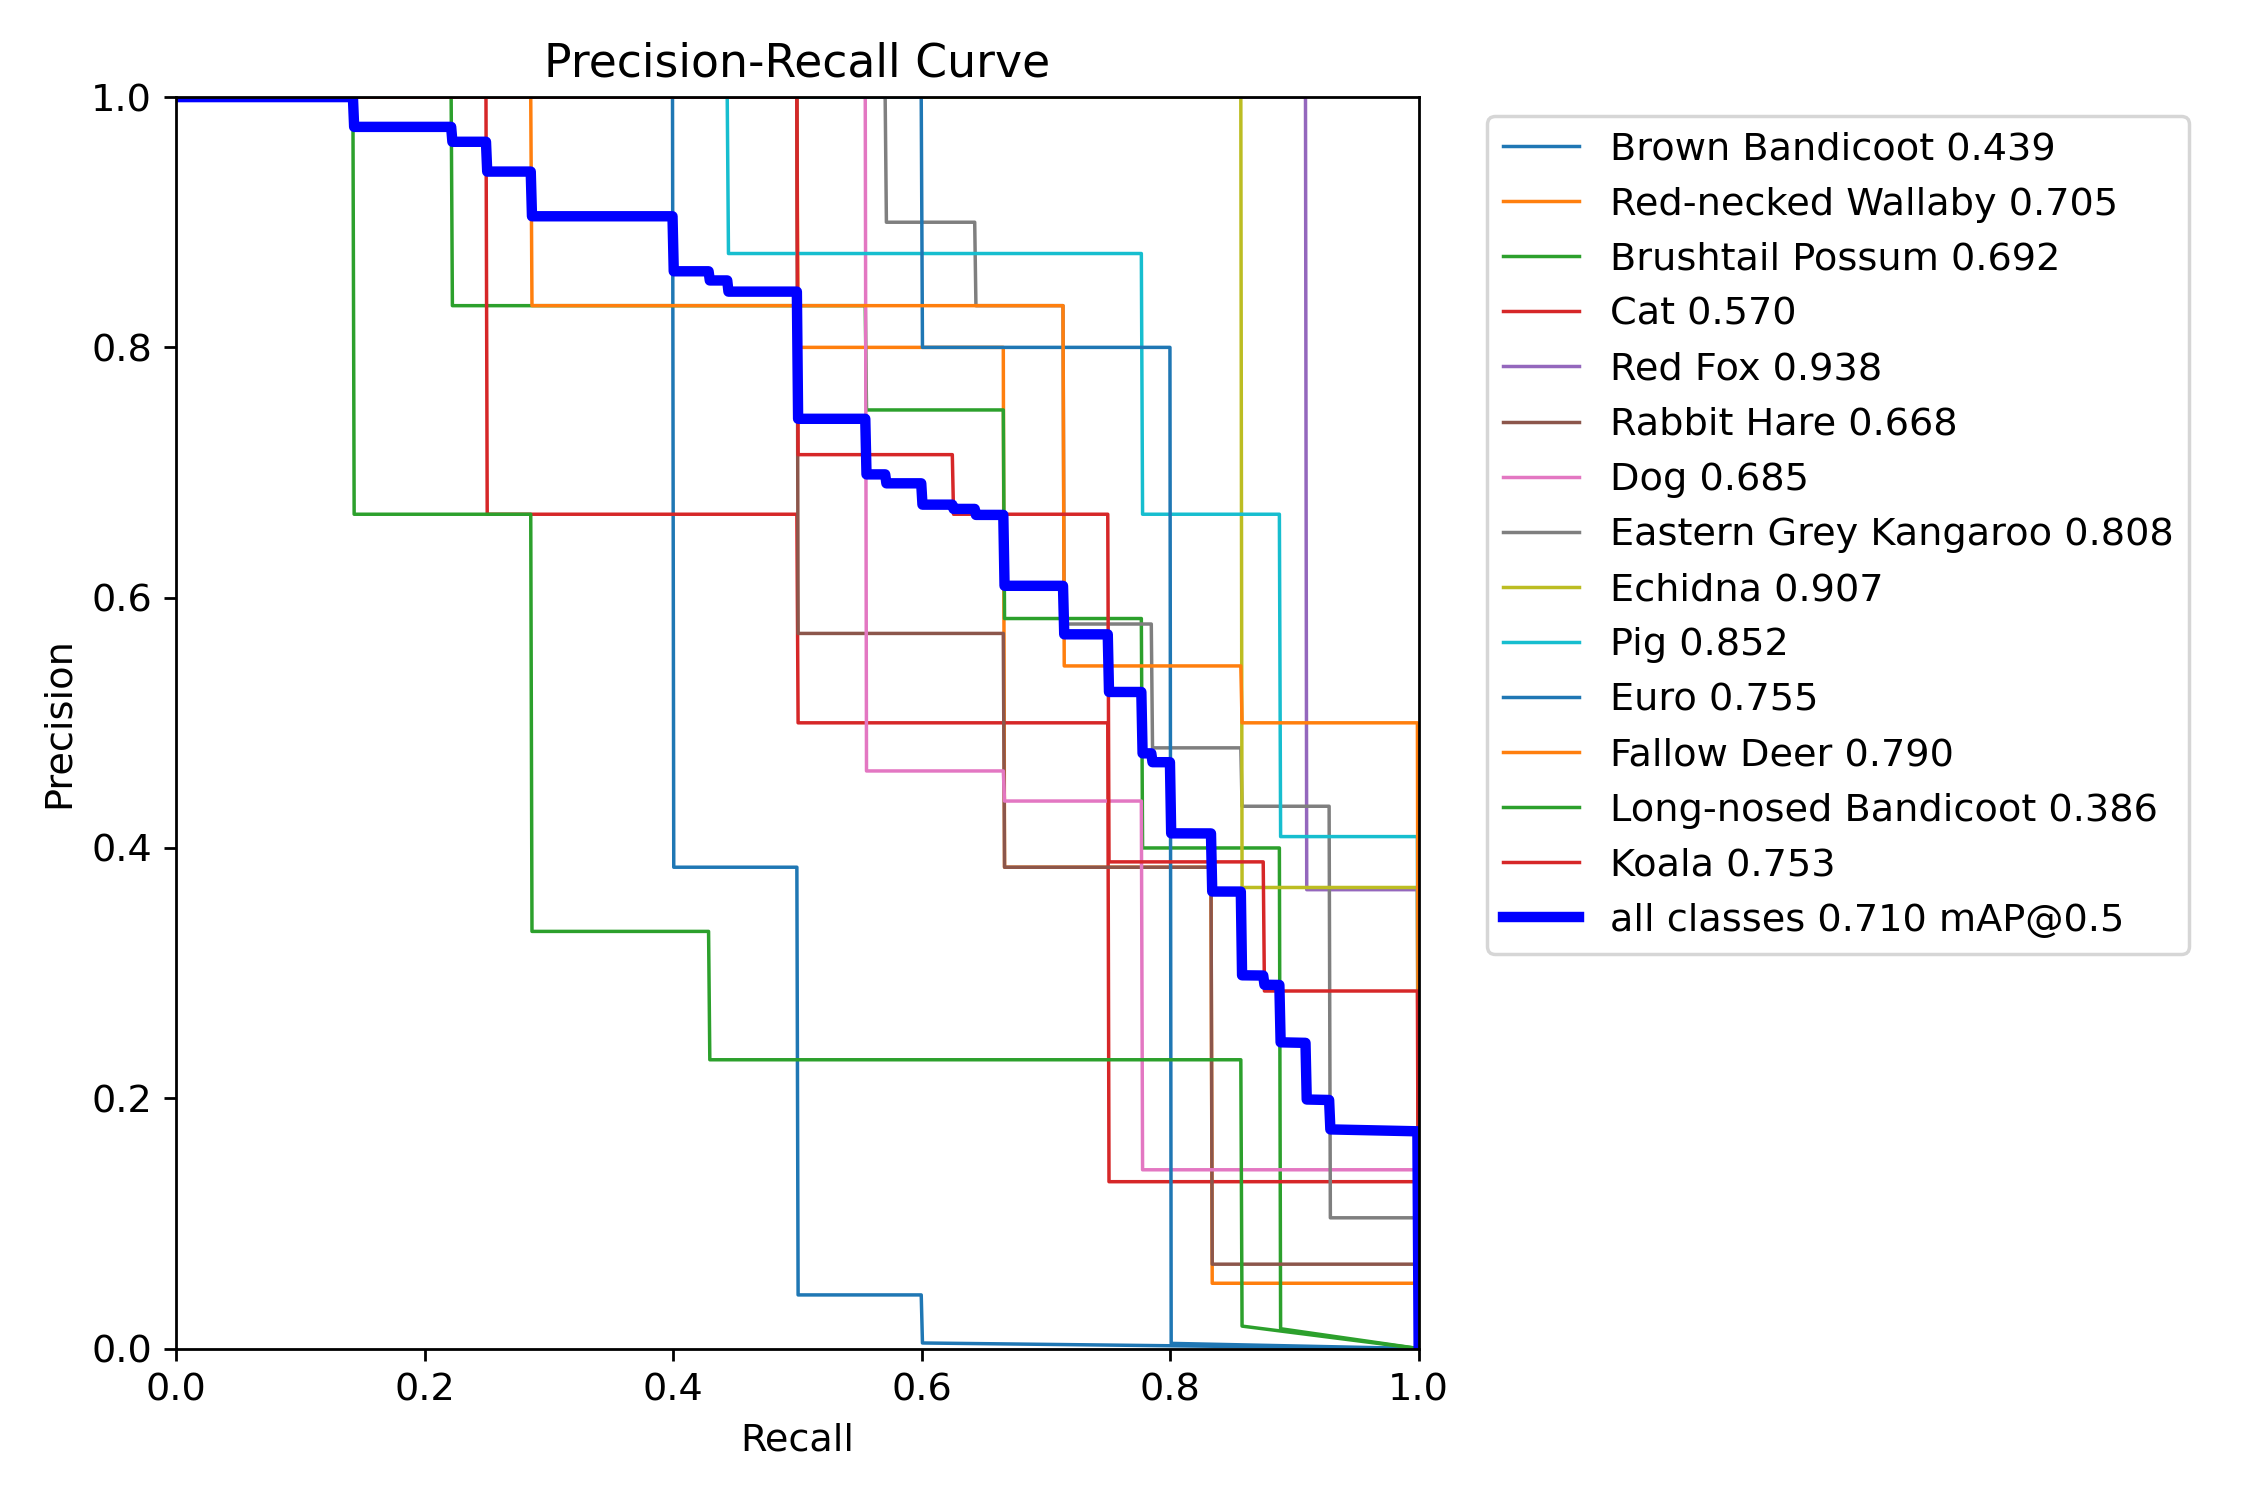 Precision-Recall Curve
1.0
0.8
0.6
0.4
0.2
0.0
Precision
0.0 0.2 0.4 0.6 0.8 1.0
Recall
Brown Bandicoot 0.439
Red-necked Wallaby 0.705
Brushtail Possum 0.692
Cat 0.570
Red Fox 0.938
Rabbit Hare 0.668
Dog 0.685
Eastern Grey Kangaroo 0.808
Echidna 0.907
Pig 0.852
Euro 0.755
Fallow Deer 0.790
Long-nosed Bandicoot 0.386
Koala 0.753
all classes 0.710 mAP@0.5